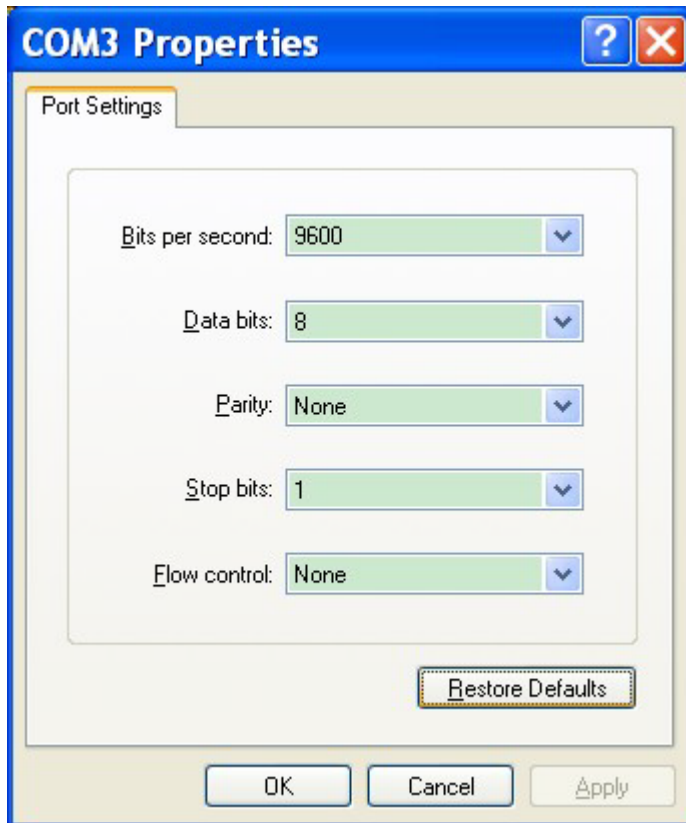 COM3 Properties
Port Settings
Bits per second: 9600
Data bits: 8
Parity: None
Stop bits: 1
Flow control: None
Restore Defaults
OK Cancel Apply